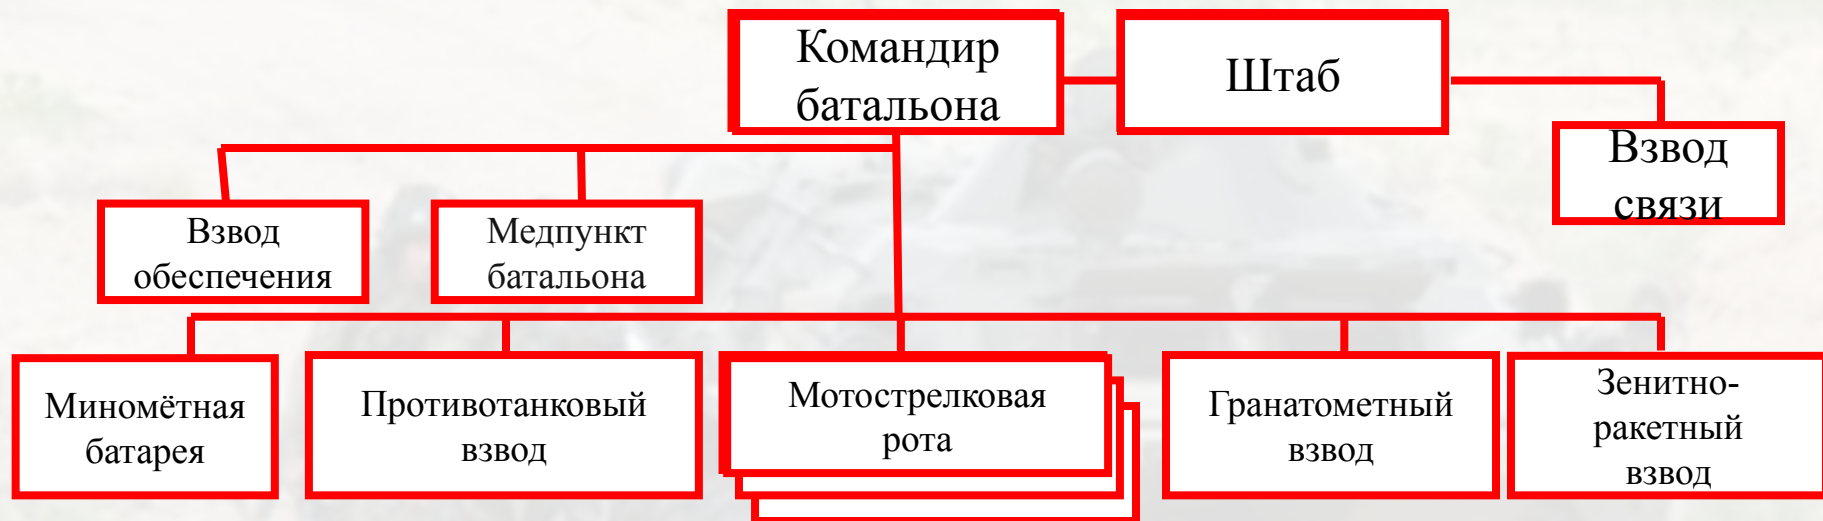 Командир
батальона
Штаб
Взвод
связи
Взвод
обеспечения
Медпункт
батальона
Миномётная
батарея
Противотанковый
взвод
Мотострелковая
рота
Гранатометный
взвод
Зенитно-
ракетный
взвод